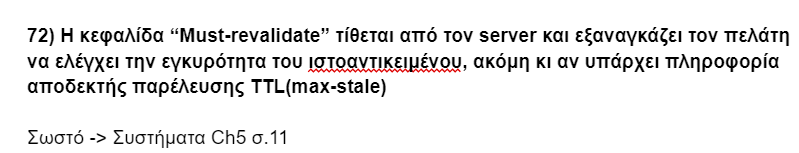 72) Η κεφαλίδα “Must-revalidate” τίθεται από τον server και εξαναγκάζει τον πελάτη
να ελέγχει την εγκυρότητα του ιστοαντικειμένου, ακόμη κι αν υπάρχει πληροφορία
αποδεκτής παρέλευσης TTL(max-stale)
Σωστό -> Συστήματα Ch5 σ.11